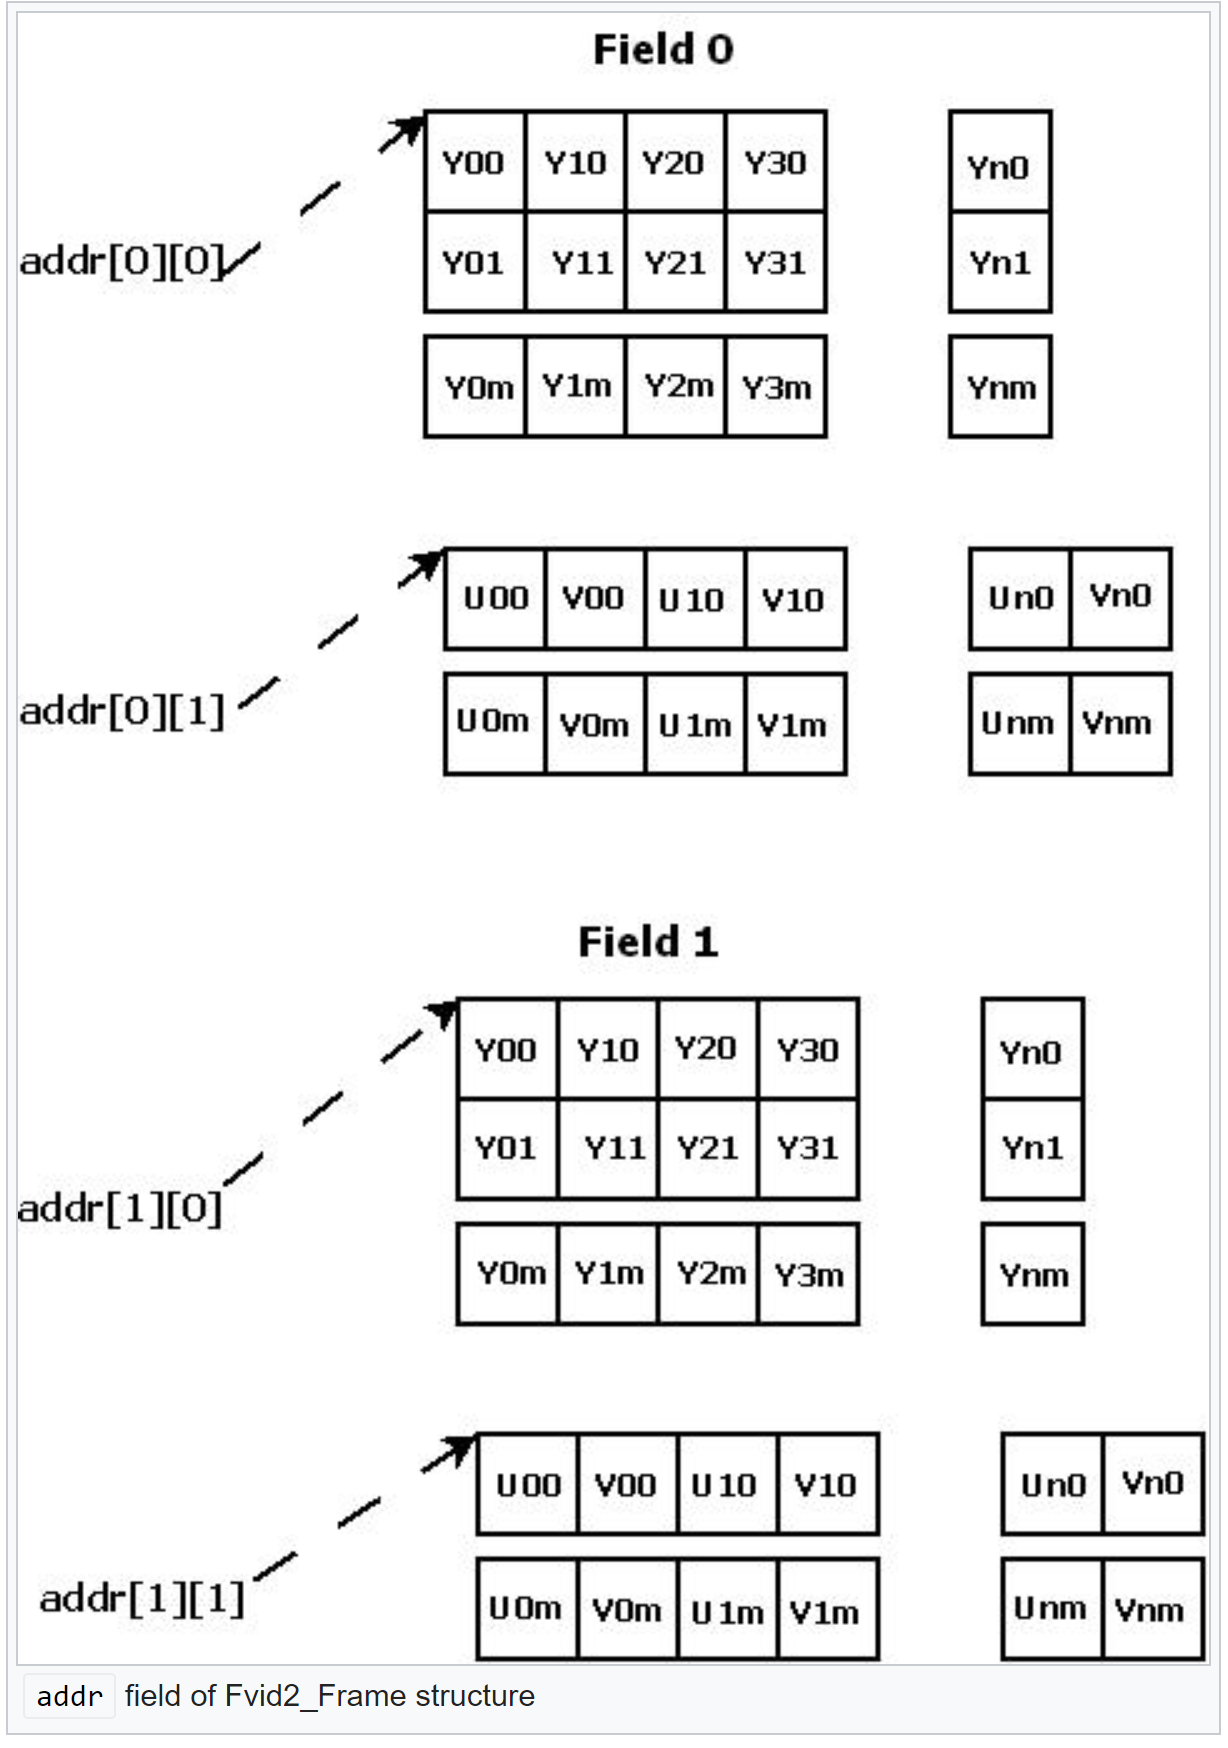 Field 0
Y00 Y10 Y20 Y30 Yn0
addr[0][0] Y01 Y11 Y21 Y31 Yn1
Y0m Y1m Y2m Y3m Ynm
U00 V00 U10 V10 Un0 Vn0
addr[0][1] U0m V0m U1m V1m Unm Vnm
Field 1
Y00 Y10 Y20 Y30 Yn0
Y01 Y11 Y21 Y31 Yn1
addr[1][0]
Y0m Y1m Y2m Y3m Ynm
U00 V00 U10 V10 Un0 Vn0
addr[1][1] U0m V0m U1m V1m Unm Vnm
addr field of Fvid2_Frame structure